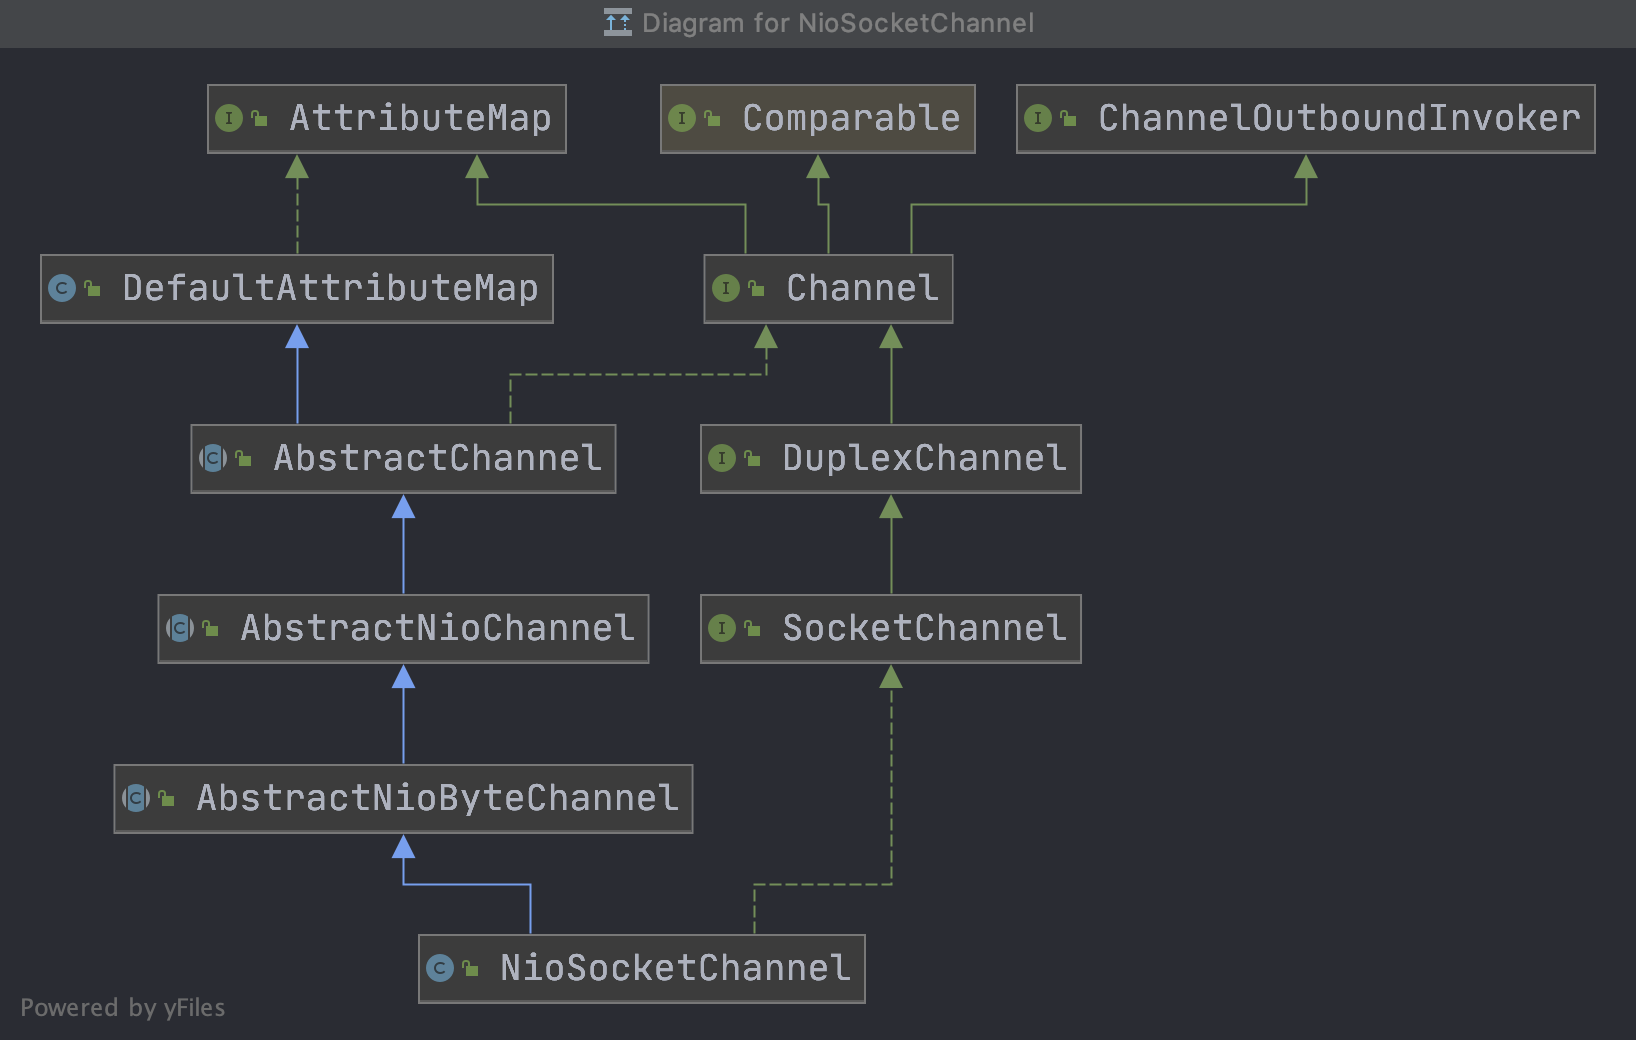 Diagram for NioSocketChannel
I AttributeMap
I Comparable
I ChannelOutboundInvoker
C DefaultAttributeMap
I Channel
C AbstractChannel
I DuplexChannel
C AbstractNioChannel
I SocketChannel
C AbstractNioByteChannel
C NioSocketChannel
Powered by yFiles